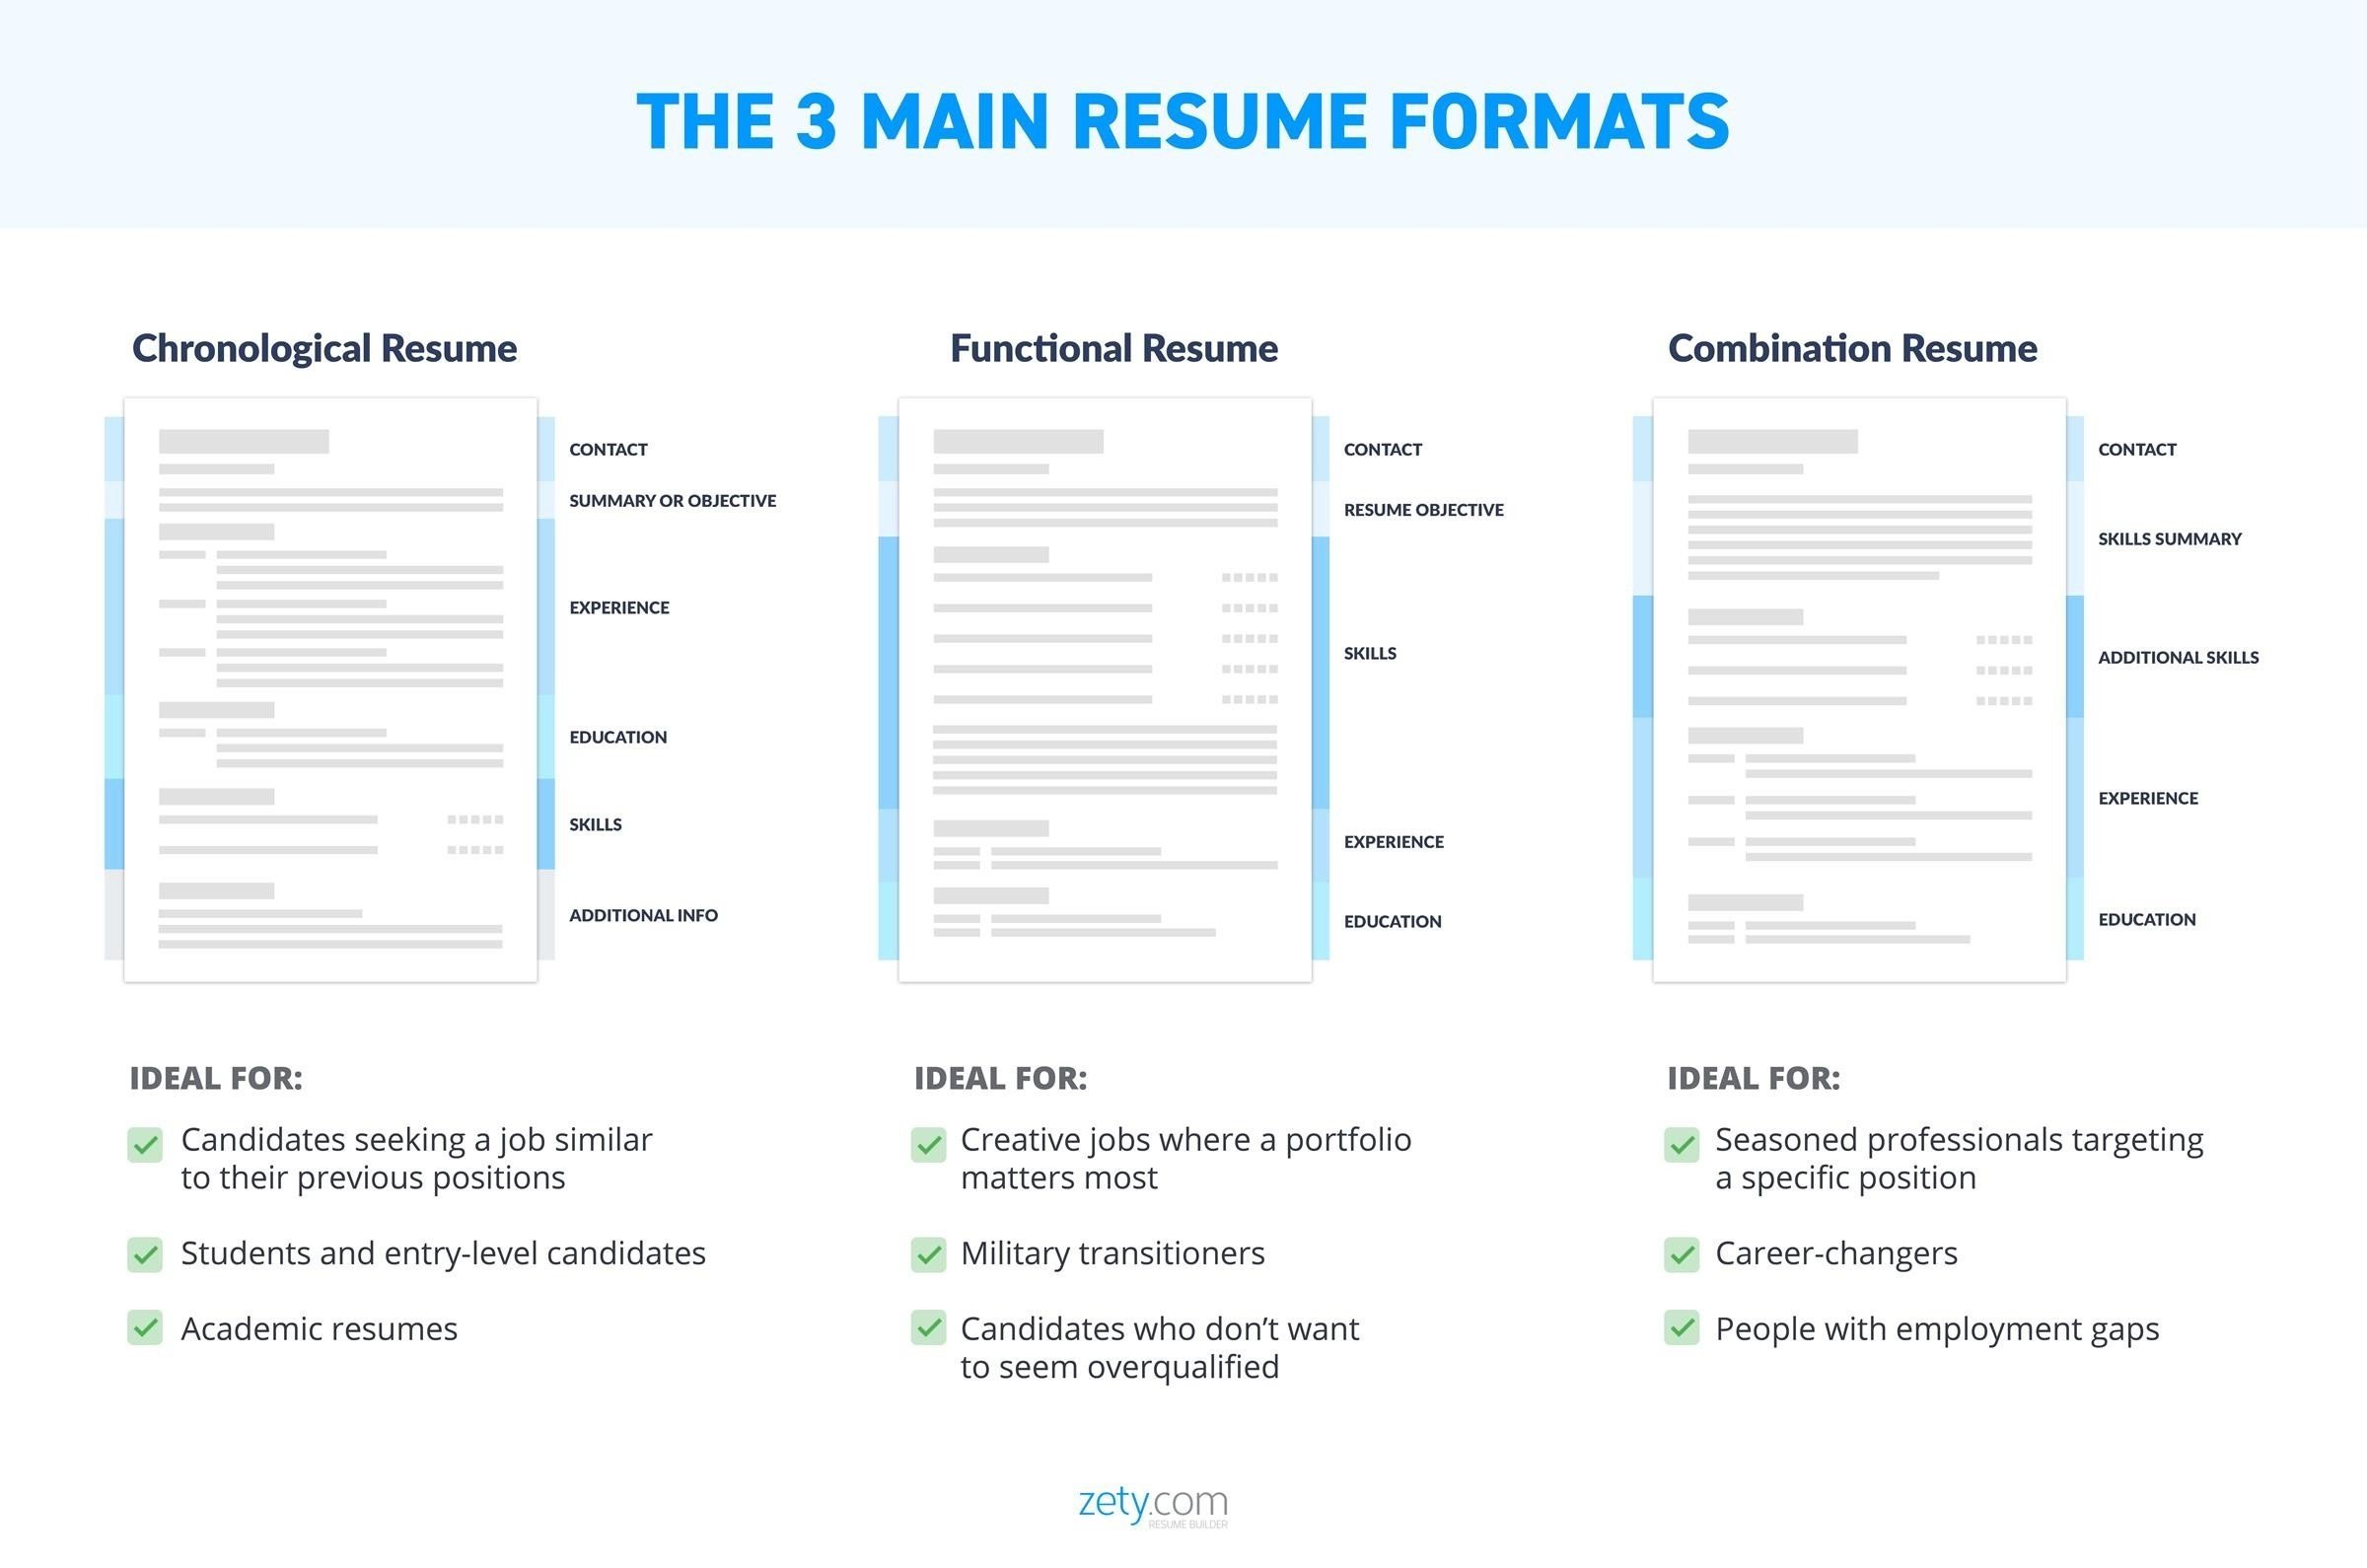 THE 3 MAIN RESUME FORMATS
Chronological Resume
CONTACT
SUMMARY OR OBJECTIVE
EXPERIENCE
EDUCATION
SKILLS
ADDITIONAL INFO
IDEAL FOR:
Candidates seeking a job similar
to their previous positions
Students and entry-level candidates
Academic resumes
Functional Resume
CONTACT
RESUME OBJECTIVE
SKILLS
EXPERIENCE
EDUCATION
IDEAL FOR:
Creative jobs where a portfolio
matters most
Military transitioners
Candidates who don’t want
to seem overqualified
Combination Resume
CONTACT
SKILLS SUMMARY
ADDITIONAL SKILLS
EXPERIENCE
EDUCATION
IDEAL FOR:
Seasoned professionals targeting
a specific position
Career-changers
People with employment gaps
zety.com
RESUME BUILDER